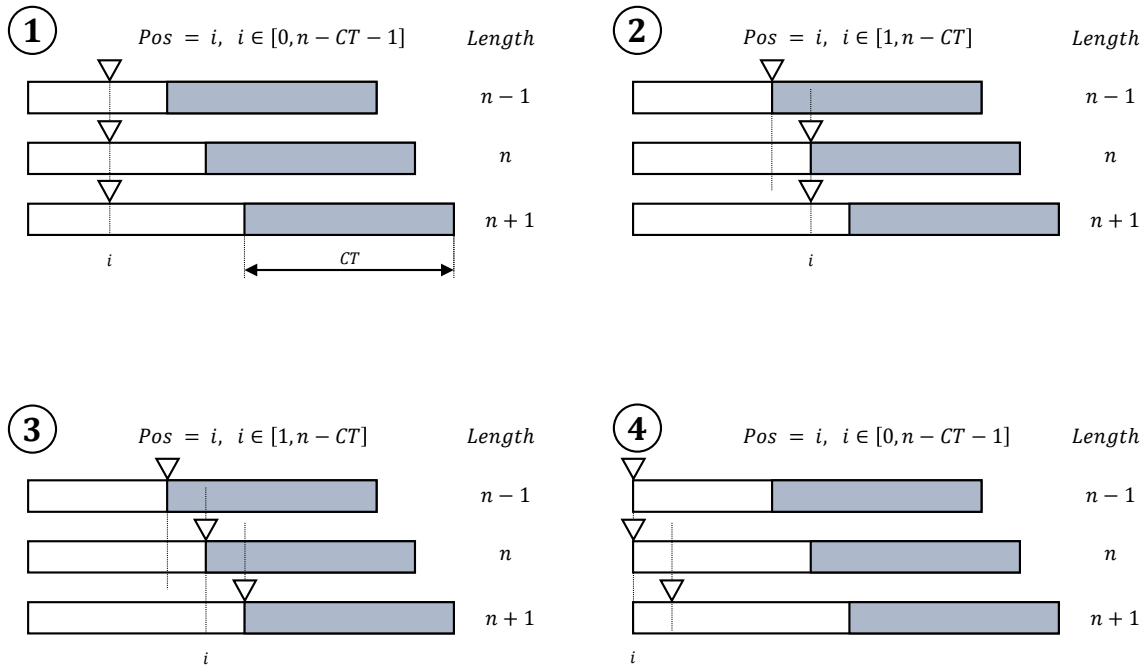 1
Pos = i, i ∈ [0, n − CT − 1]
Length
n − 1
n
n + 1
i
CT
2
Pos = i, i ∈ [1, n − CT]
Length
n − 1
n
n + 1
i
3
Pos = i, i ∈ [1, n − CT]
Length
n − 1
n
n + 1
i
4
Pos = i, i ∈ [0, n − CT − 1]
Length
n − 1
n
n + 1
i